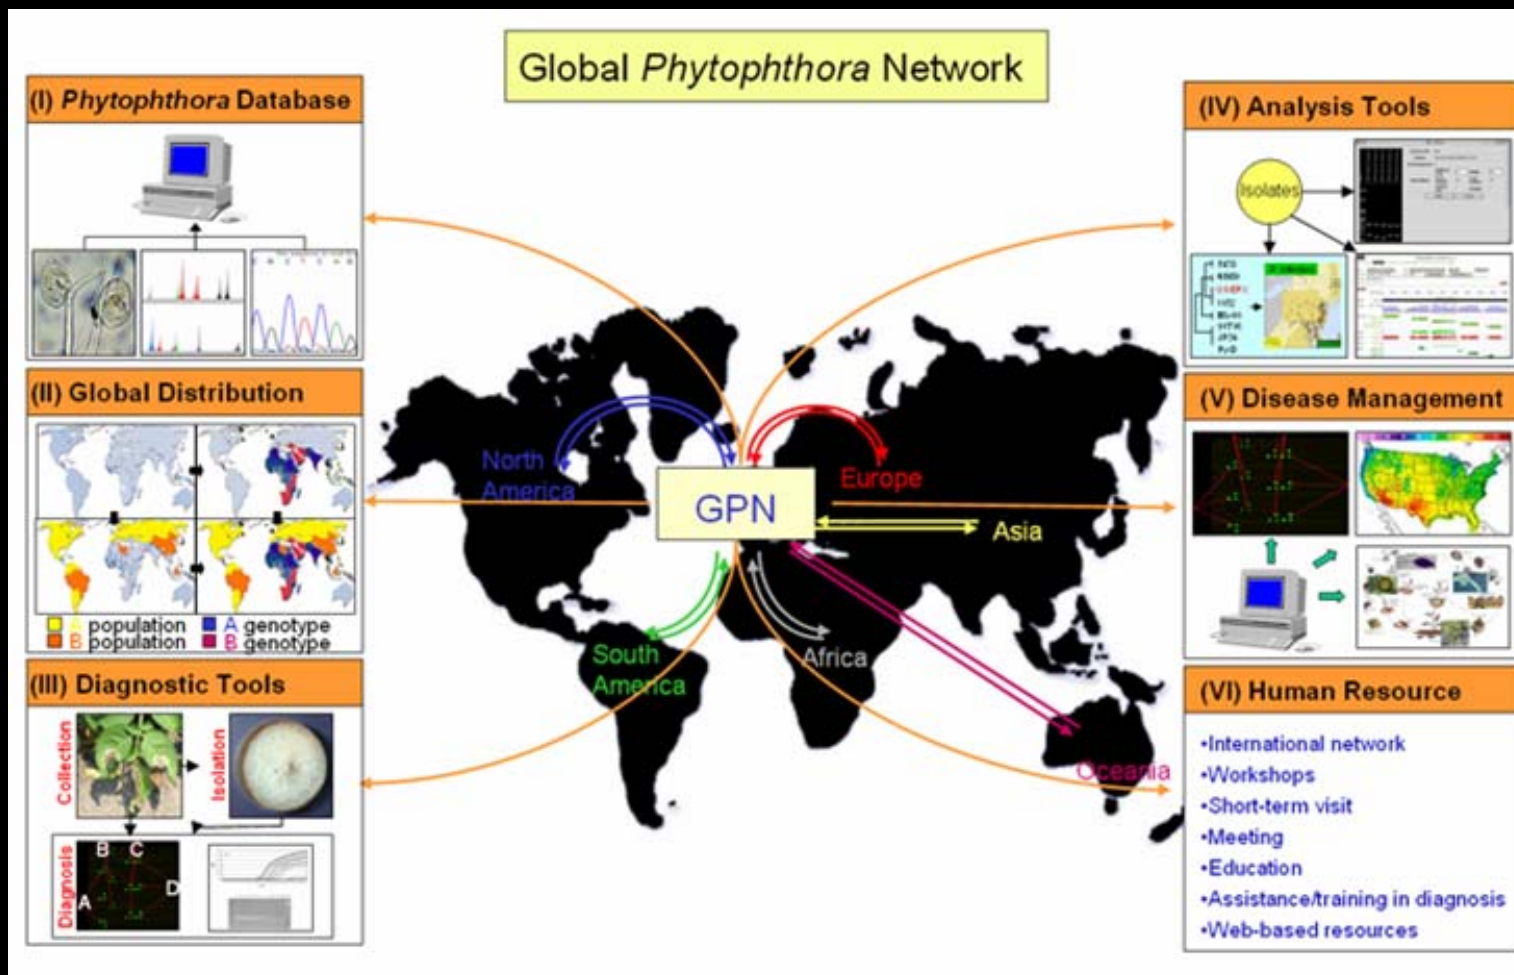 Global Phytophthora Network
(I) Phytophthora Database
(II) Global Distribution
A population
A genotype
B population
B genotype
(III) Diagnostic Tools
Collection
Isolation
Diagnosis
A
B
C
D
North
America
Europe
GPN
Asia
South
America
Africa
Oceania
(IV) Analysis Tools
Isolates
(V) Disease Management
(VI) Human Resource
•International network
•Workshops
•Short-term visit
•Meeting
•Education
•Assistance/training in diagnosis
•Web-based resources